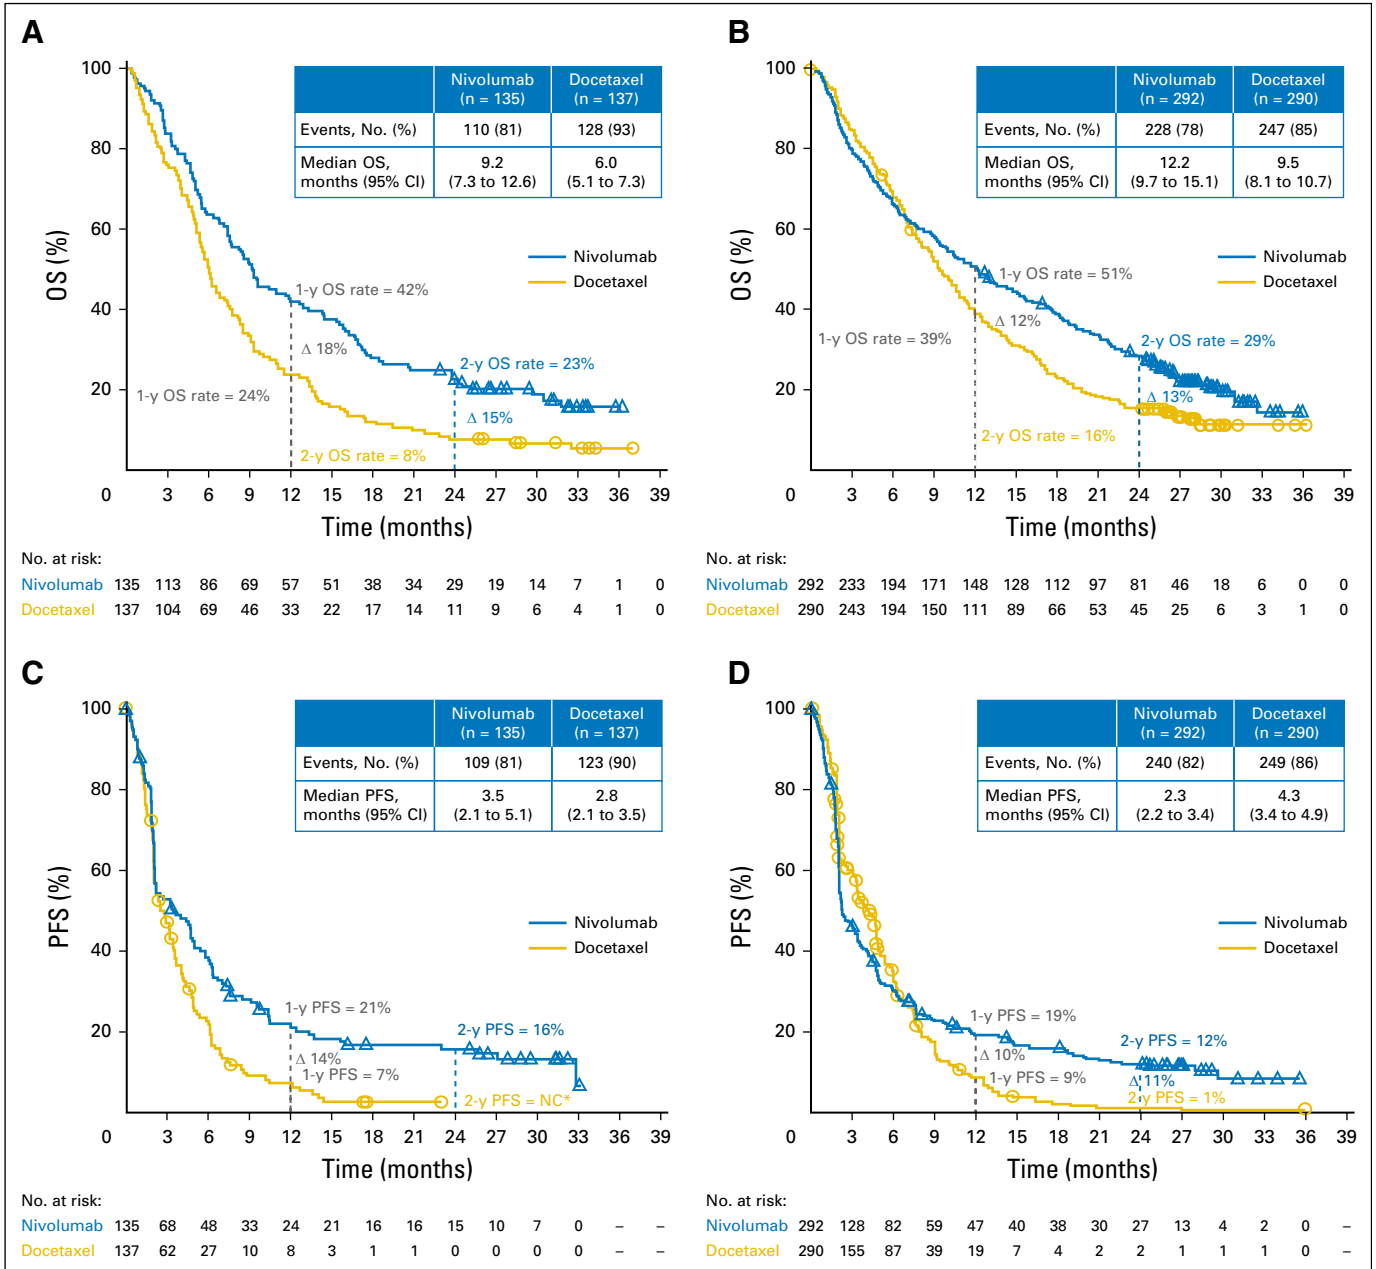 A
Nivolumab
(n = 135)
Docetaxel
(n = 137)
Events, No. (%)
110 (81)
128 (93)
Median OS,
months (95% CI)
9.2
(7.3 to 12.6)
6.0
(5.1 to 7.3)
100
80
60
40
20
OS (%)
Nivolumab
Docetaxel
1-y OS rate = 42%
Δ 18%
1-y OS rate = 24%
2-y OS rate = 23%
Δ 15%
2-y OS rate = 8%
0 3 6 9 12 15 18 21 24 27 30 33 36 39
Time (months)
No. at risk:
Nivolumab 135 113 86 69 57 51 38 34 29 19 14 7 1 0
Docetaxel 137 104 69 46 33 22 17 14 11 9 6 4 1 0
B
Nivolumab
(n = 292)
Docetaxel
(n = 290)
Events, No. (%)
228 (78)
247 (85)
Median OS,
months (95% CI)
12.2
(9.7 to 15.1)
9.5
(8.1 to 10.7)
100
80
60
40
20
OS (%)
Nivolumab
Docetaxel
1-y OS rate = 51%
Δ 12%
1-y OS rate = 39%
2-y OS rate = 29%
Δ 13%
2-y OS rate = 16%
0 3 6 9 12 15 18 21 24 27 30 33 36 39
Time (months)
No. at risk:
Nivolumab 292 233 194 171 148 128 112 97 81 46 18 6 0 0
Docetaxel 290 243 194 150 111 89 66 53 45 25 6 3 1 0
C
Nivolumab
(n = 135)
Docetaxel
(n = 137)
Events, No. (%)
109 (81)
123 (90)
Median PFS,
months (95% CI)
3.5
(2.1 to 5.1)
2.8
(2.1 to 3.5)
100
80
60
40
20
PFS (%)
Nivolumab
Docetaxel
1-y PFS = 21%
Δ 14%
1-y PFS = 7%
2-y PFS = 16%
2-y PFS = NC*
0 3 6 9 12 15 18 21 24 27 30 33 36 39
Time (months)
No. at risk:
Nivolumab 135 68 48 33 24 21 16 16 15 10 7 0 – –
Docetaxel 137 62 27 10 8 3 1 1 0 0 0 0 – –
D
Nivolumab
(n = 292)
Docetaxel
(n = 290)
Events, No. (%)
240 (82)
249 (86)
Median PFS,
months (95% CI)
2.3
(2.2 to 3.4)
4.3
(3.4 to 4.9)
100
80
60
40
20
PFS (%)
Nivolumab
Docetaxel
1-y PFS = 19%
Δ 10%
1-y PFS = 9%
2-y PFS = 12%
Δ 11%
2-y PFS = 1%
0 3 6 9 12 15 18 21 24 27 30 33 36 39
Time (months)
No. at risk:
Nivolumab 292 128 82 59 47 40 38 30 27 13 4 2 0 –
Docetaxel 290 155 87 39 19 7 4 2 2 1 1 1 0 –